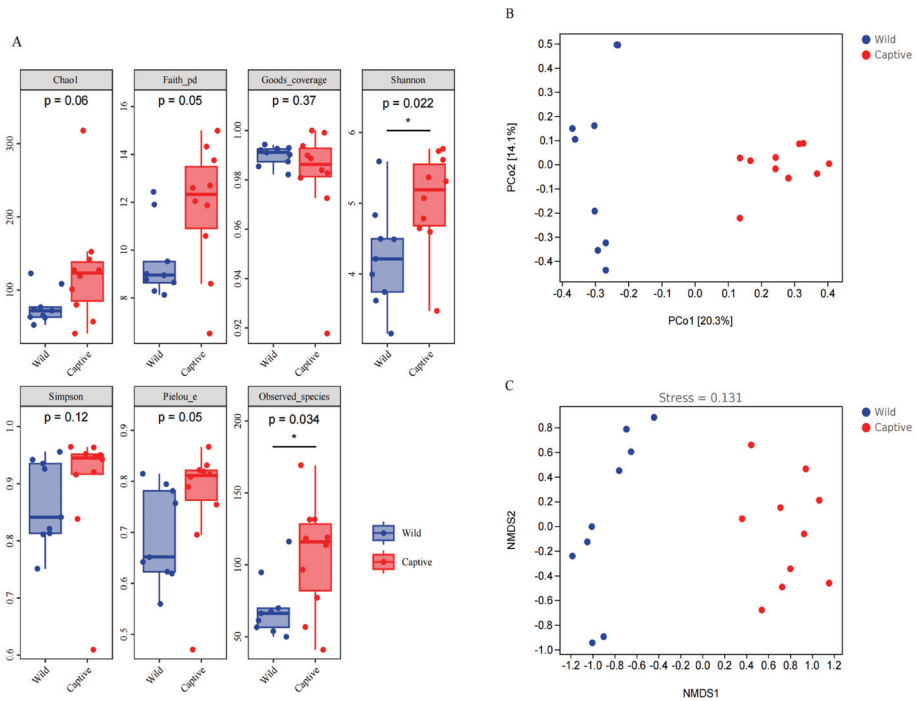 A
Chao1
p = 0.06
300
200
100
Wild
Captive
Faith_pd
p = 0.05
16
14
12
10
8
Wild
Captive
Goods_coverage
p = 0.37
1.00
0.98
0.96
0.94
0.92
Wild
Captive
Shannon
p = 0.022
*
6
5
4
Wild
Captive
Simpson
p = 0.12
1.0
0.9
0.8
0.7
0.6
Wild
Captive
Pielou_e
p = 0.05
0.9
0.8
0.7
0.6
0.5
Wild
Captive
Observed_species
p = 0.034
*
200
150
100
50
Wild
Captive
Wild
Captive
B
Wild
Captive
PCo2 [14.1%]
0.5
0.4
0.3
0.2
0.1
0.0
-0.1
-0.2
-0.3
-0.4
-0.4 -0.3 -0.2 -0.1 0.0 0.1 0.2 0.3 0.4
PCo1 [20.3%]
C
Stress = 0.131
Wild
Captive
NMDS2
0.8
0.6
0.4
0.2
0.0
-0.2
-0.4
-0.6
-0.8
-1.0
-1.2 -1.0 -0.8 -0.6 -0.4 -0.2 0.0 0.2 0.4 0.6 0.8 1.0 1.2
NMDS1